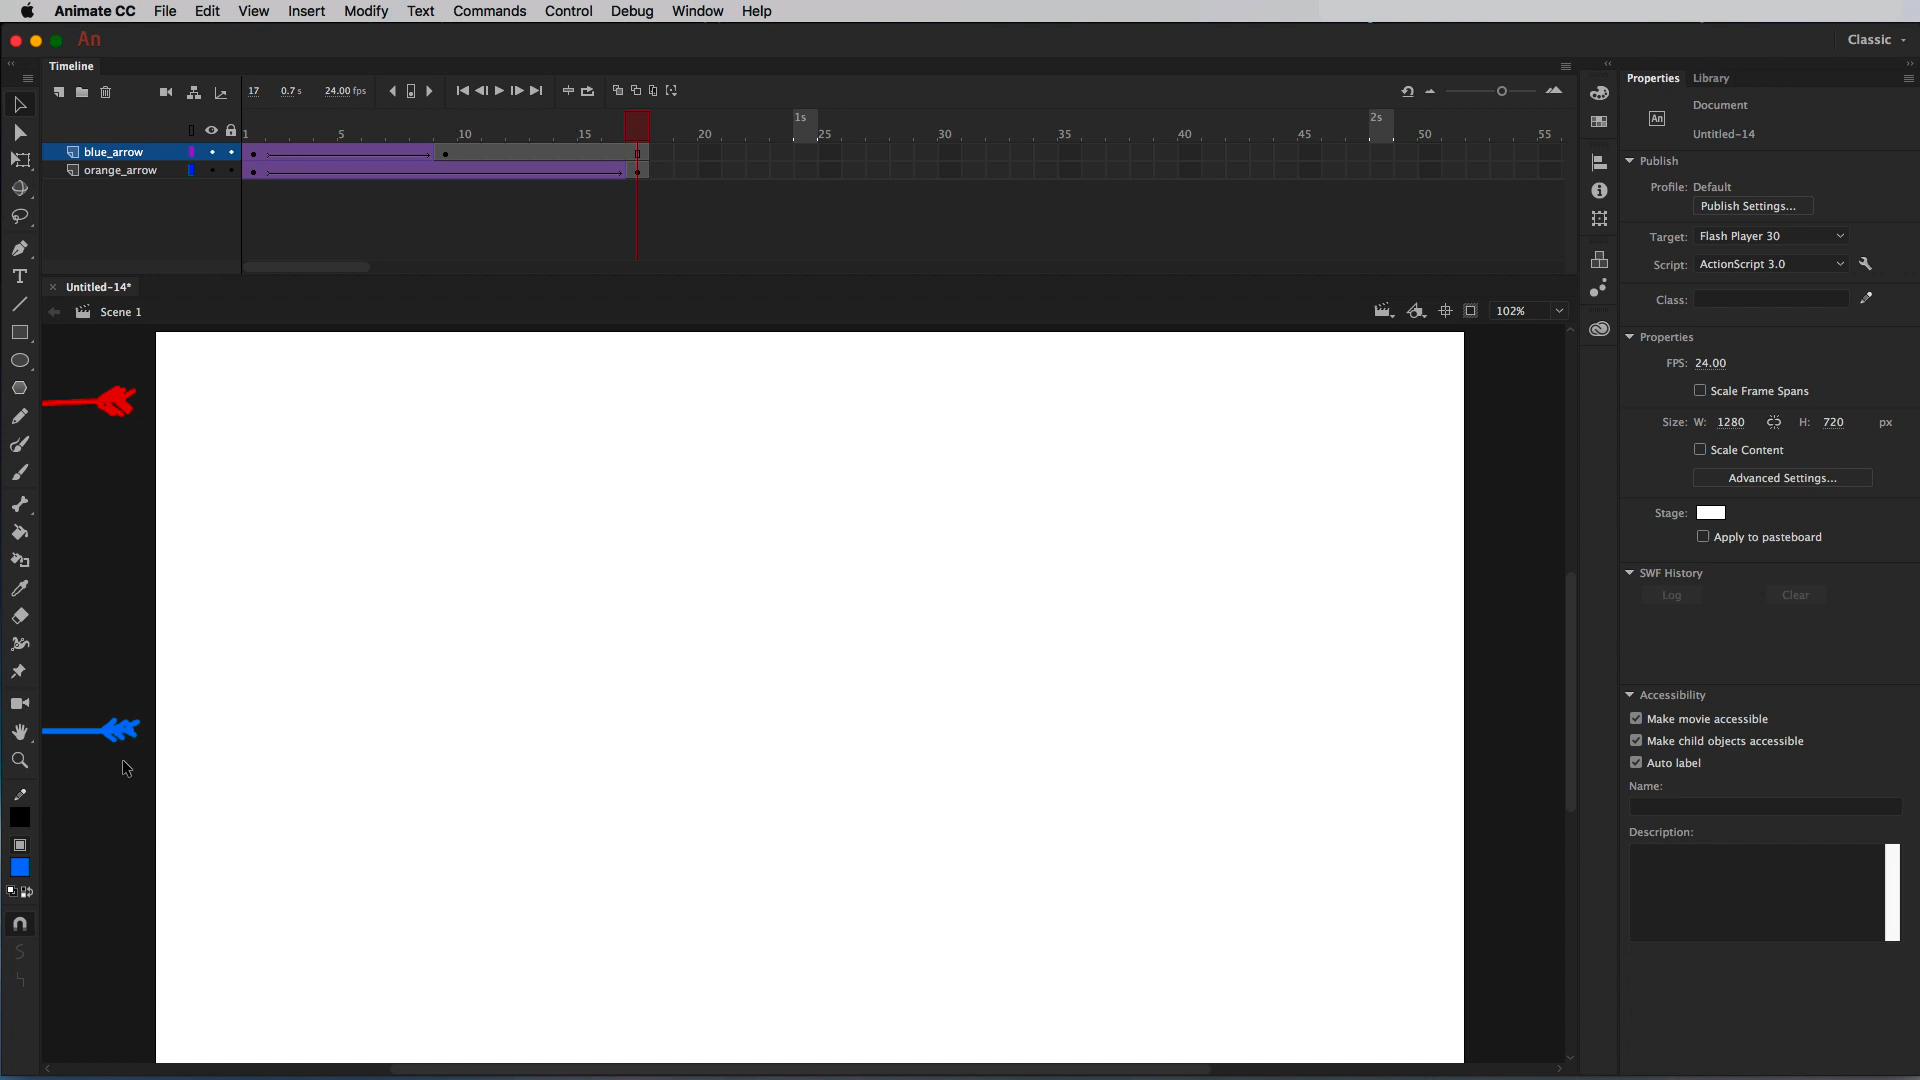 Animate CC File Edit View Insert Modify Text Commands Control Debug Window Help
An Classic
Timeline
17 0.7 s 24.00 fps
1s 2s
1 5 10 15 20 25 30 35 40 45 50 55
blue_arrow
orange_arrow
Untitled-14*
Scene 1 102%
Properties Library
Document
An
Untitled-14
Publish
Profile: Default
Publish Settings...
Target: Flash Player 30
Script: ActionScript 3.0
Class:
Properties
FPS: 24.00
Scale Frame Spans
Size: W: 1280 H: 720 px
Scale Content
Advanced Settings...
Stage:
Apply to pasteboard
SWF History
Log Clear
Accessibility
Make movie accessible
Make child objects accessible
Auto label
Name:
Description: